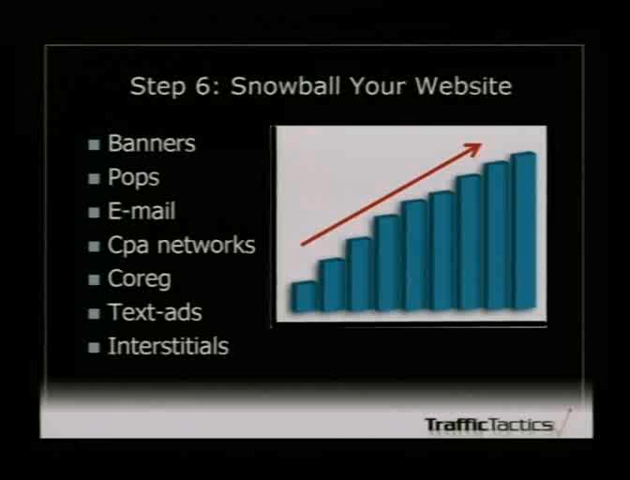 Step 6: Snowball Your Website
Banners
Pops
E-mail
Cpa networks
Coreg
Text-ads
Interstitials
TrafficTactics